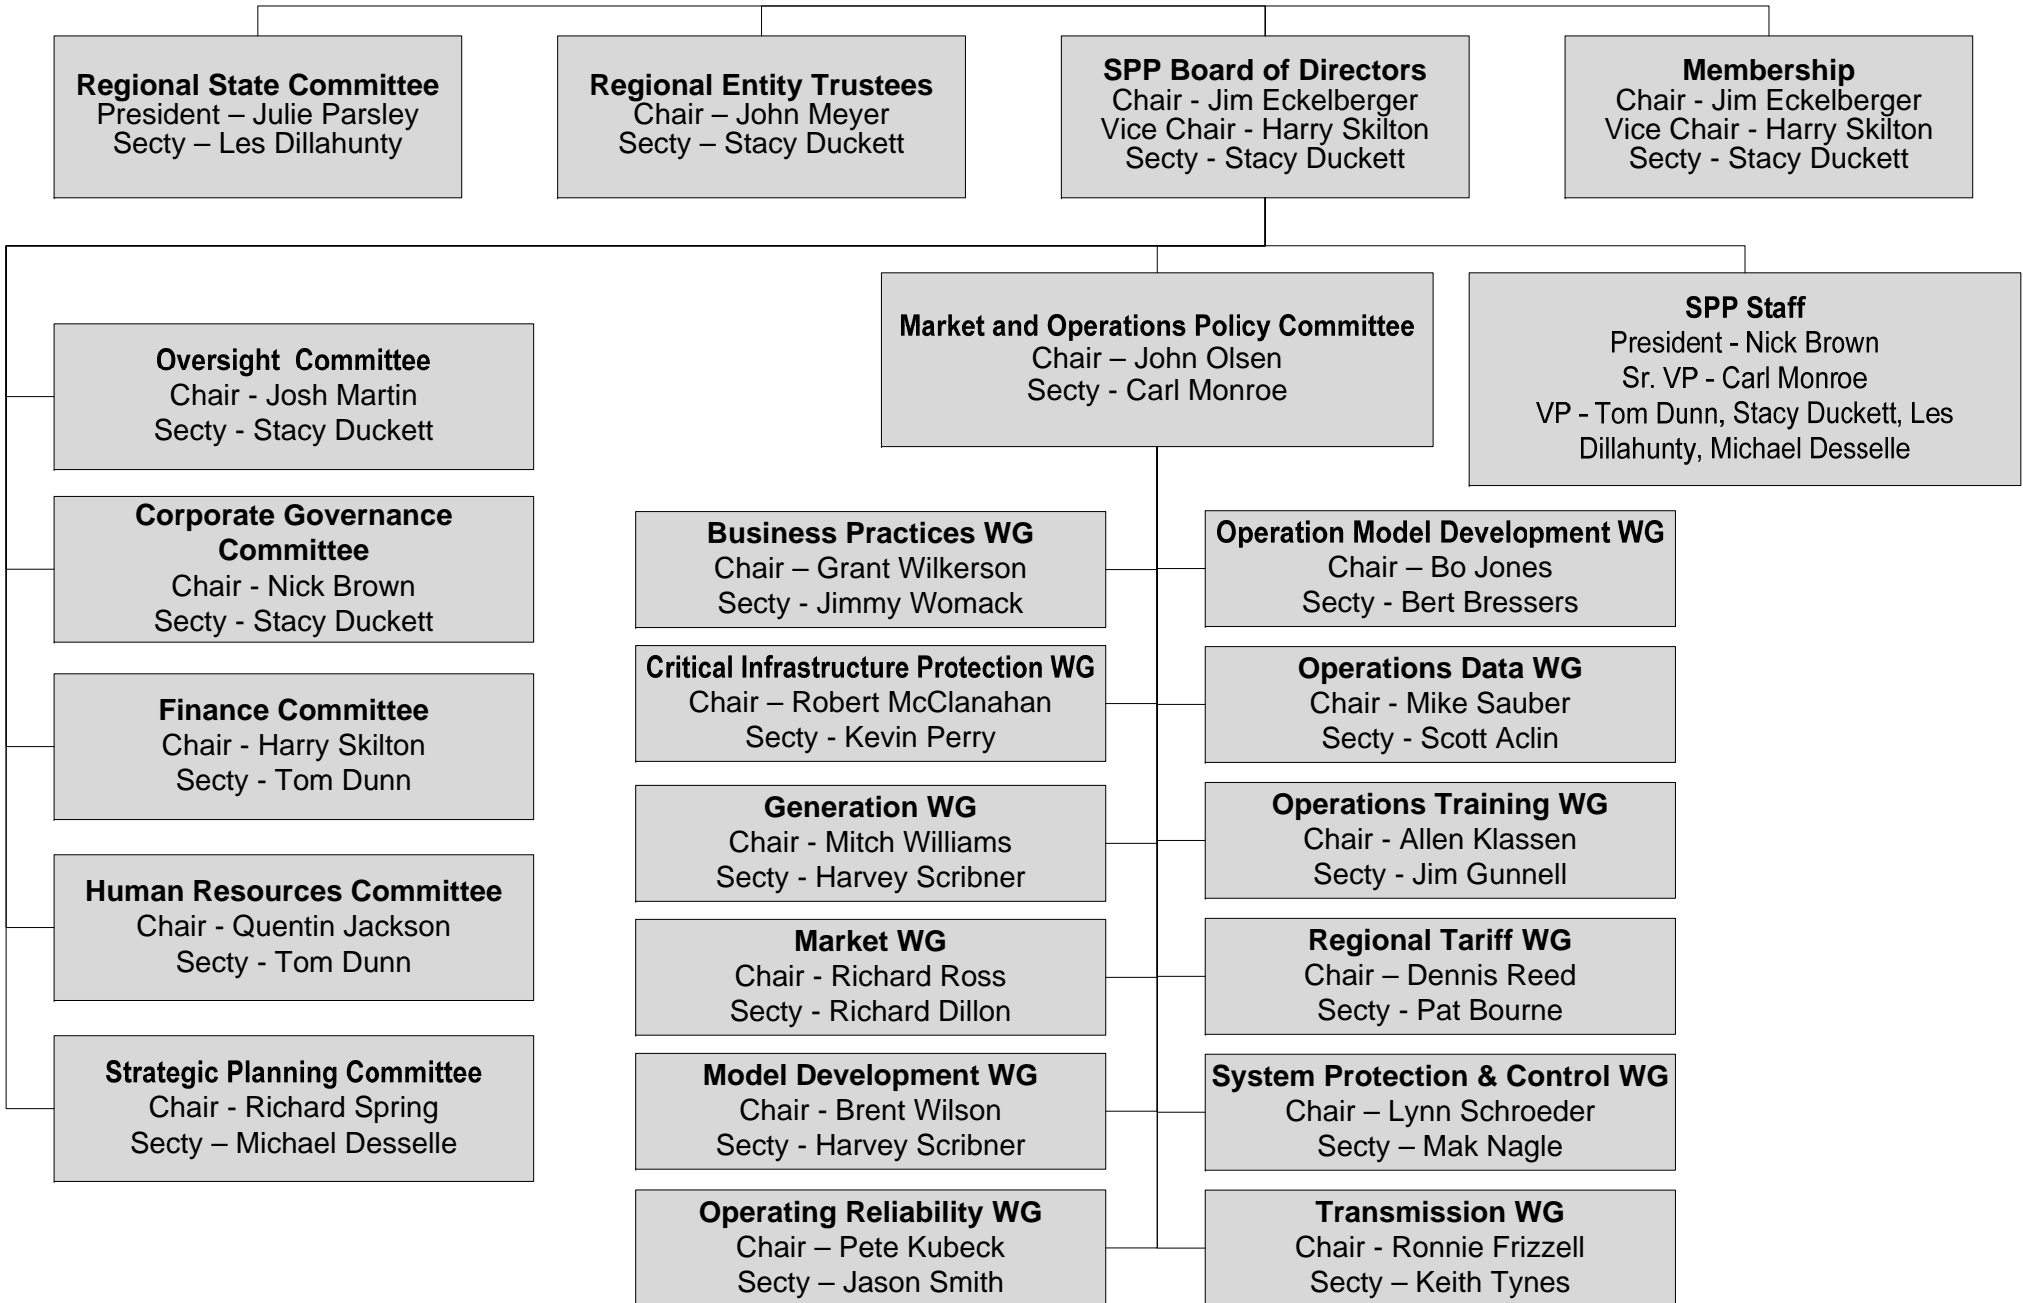 Regional State Committee
President – Julie Parsley
Secty – Les Dillahunty
Regional Entity Trustees
Chair – John Meyer
Secty – Stacy Duckett
SPP Board of Directors
Chair - Jim Eckelberger
Vice Chair - Harry Skilton
Secty - Stacy Duckett
Membership
Chair - Jim Eckelberger
Vice Chair - Harry Skilton
Secty - Stacy Duckett
Market and Operations Policy Committee
Chair – John Olsen
Secty - Carl Monroe
SPP Staff
President - Nick Brown
Sr. VP - Carl Monroe
VP - Tom Dunn, Stacy Duckett, Les
Dillahunty, Michael Desselle
Oversight Committee
Chair - Josh Martin
Secty - Stacy Duckett
Corporate Governance
Committee
Chair - Nick Brown
Secty - Stacy Duckett
Finance Committee
Chair - Harry Skilton
Secty - Tom Dunn
Human Resources Committee
Chair - Quentin Jackson
Secty - Tom Dunn
Strategic Planning Committee
Chair - Richard Spring
Secty – Michael Desselle
Business Practices WG
Chair – Grant Wilkerson
Secty - Jimmy Womack
Critical Infrastructure Protection WG
Chair – Robert McClanahan
Secty - Kevin Perry
Generation WG
Chair - Mitch Williams
Secty - Harvey Scribner
Market WG
Chair - Richard Ross
Secty - Richard Dillon
Model Development WG
Chair - Brent Wilson
Secty - Harvey Scribner
Operating Reliability WG
Chair – Pete Kubeck
Secty – Jason Smith
Operation Model Development WG
Chair – Bo Jones
Secty - Bert Bressers
Operations Data WG
Chair - Mike Sauber
Secty - Scott Aclin
Operations Training WG
Chair - Allen Klassen
Secty - Jim Gunnell
Regional Tariff WG
Chair – Dennis Reed
Secty - Pat Bourne
System Protection & Control WG
Chair – Lynn Schroeder
Secty – Mak Nagle
Transmission WG
Chair - Ronnie Frizzell
Secty – Keith Tynes